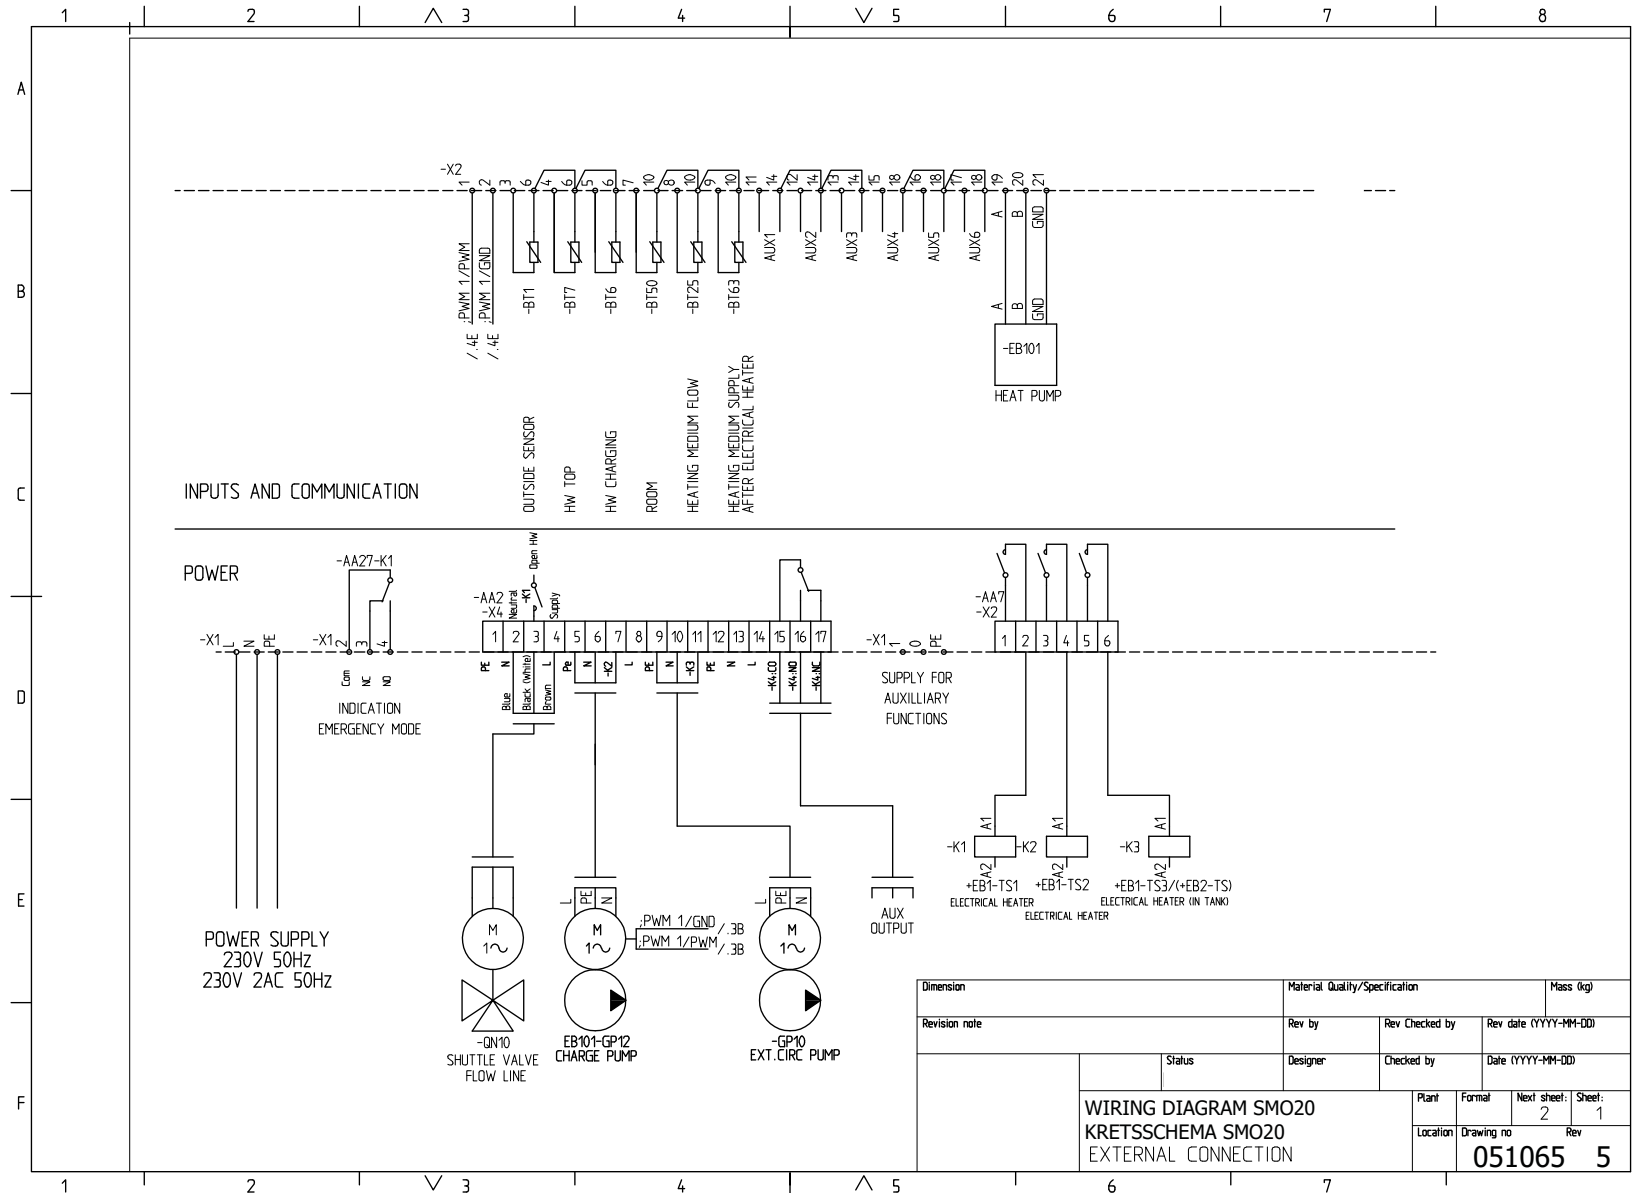 1 2 3 4 5 6 7 8
A
B
C
D
E
F
-X2
1 2 3 6 4 6 5 6 7 10 8 10 9 10 11 14 12 14 13 14 15 18 16 18 17 18 19 20 21
;PWM 1/PWM
;PWM 1/GND
/.4E
/.4E
-BT1
-BT7
-BT6
-BT50
-BT25
-BT63
AUX1
AUX2
AUX3
AUX4
AUX5
AUX6
A B GND
A B GND
-EB101
HEAT PUMP
OUTSIDE SENSOR
HW TOP
HW CHARGING
ROOM
HEATING MEDIUM FLOW
HEATING MEDIUM SUPPLY
AFTER ELECTRICAL HEATER
INPUTS AND COMMUNICATION
POWER
-AA27-K1
-X1 L N PE
-X1 2 3 4
Com NC NO
INDICATION
EMERGENCY MODE
-AA2
-X4
Neutral
-K1
Open HW
Supply
1 2 3 4 5 6 7 8 9 10 11 12 13 14 15 16 17
PE N L Pe N -K2 L PE N -K3 PE N L -K4:CO -K4:NO -K4:NC
Blue
Black (White)
Brown
-X1 1 0 PE
SUPPLY FOR
AUXILLIARY
FUNCTIONS
-AA7
-X2
1 2 3 4 5 6
-K1 A1 A2
-K2 A1 A2
-K3 A1 A2
+EB1-TS1
ELECTRICAL HEATER
+EB1-TS2
ELECTRICAL HEATER
+EB1-TS3/(+EB2-TS)
ELECTRICAL HEATER (IN TANK)
POWER SUPPLY
230V 50Hz
230V 2AC 50Hz
M
1~
-QN10
SHUTTLE VALVE
FLOW LINE
L PE N
M
1~
;PWM 1/GND /.3B
;PWM 1/PWM /.3B
EB101-GP12
CHARGE PUMP
L PE N
M
1~
-GP10
EXT.CIRC PUMP
AUX
OUTPUT
Dimension
Material Quality/Specification
Mass (kg)
Revision note
Rev by
Rev Checked by
Rev date (YYYY-MM-DD)
Status
Designer
Checked by
Date (YYYY-MM-DD)
WIRING DIAGRAM SMO20
KRETSSCHEMA SMO20
EXTERNAL CONNECTION
Plant
Format
Next sheet:
2
Sheet:
1
Location
Drawing no
Rev
051065 5
1 2 3 4 5 6 7